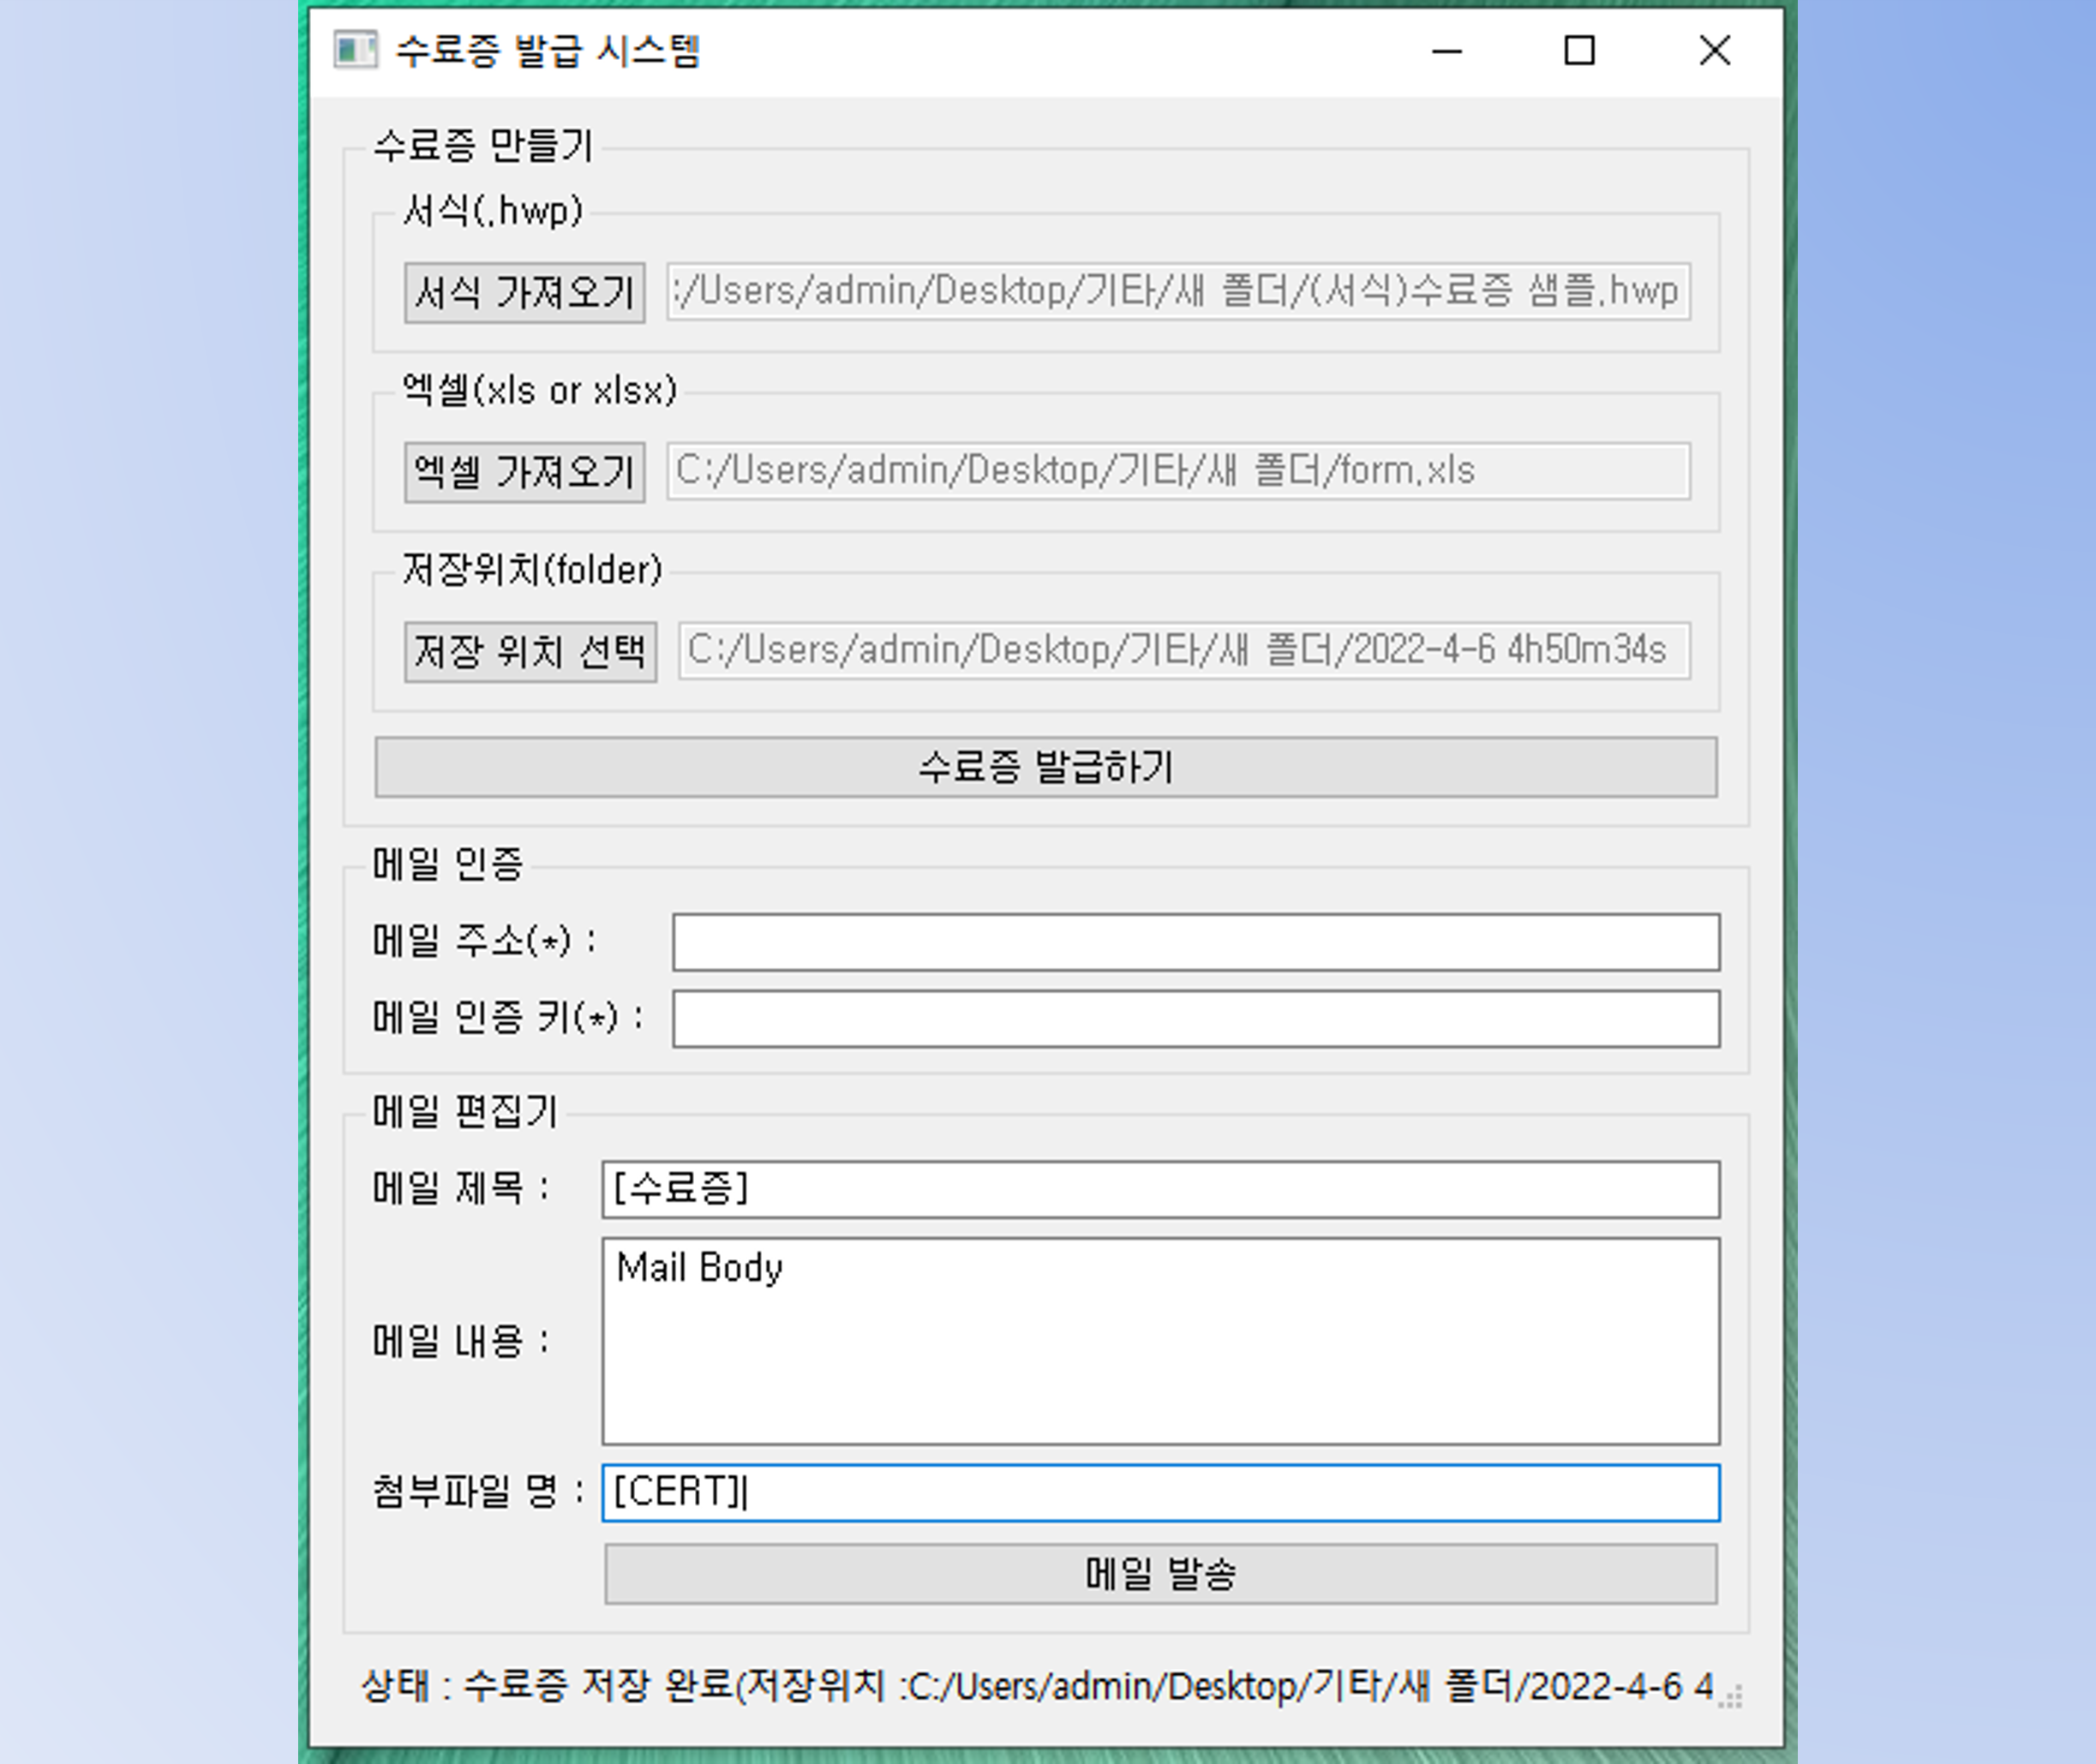 수료증 발급 시스템
수료증 만들기
서식(.hwp)
서식 가져오기 :/Users/admin/Desktop/기타/새 폴더/(서식)수료증 샘플.hwp
엑셀(xls or xlsx)
엑셀 가져오기 C:/Users/admin/Desktop/기타/새 폴더/form.xls
저장위치(folder)
저장 위치 선택 C:/Users/admin/Desktop/기타/새 폴더/2022-4-6 4h50m34s
수료증 발급하기
메일 인증
메일 주소(*) :
메일 인증 키(*) :
메일 편집기
메일 제목 : [수료증]
Mail Body
메일 내용 :
첨부파일 명 : [CERT]
메일 발송
상태 : 수료증 저장 완료(저장위치 :C:/Users/admin/Desktop/기타/새 폴더/2022-4-6 4